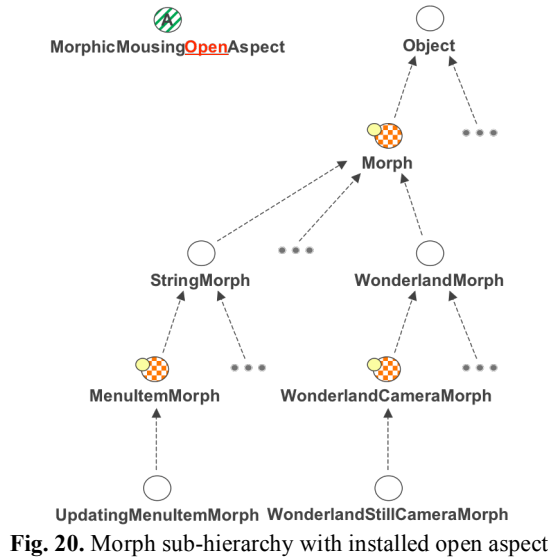 A
MorphicMousingOpenAspect
Object
Morph
StringMorph
WonderlandMorph
MenuItemMorph
WonderlandCameraMorph
UpdatingMenuItemMorph
WonderlandStillCameraMorph
Fig. 20. Morph sub-hierarchy with installed open aspect